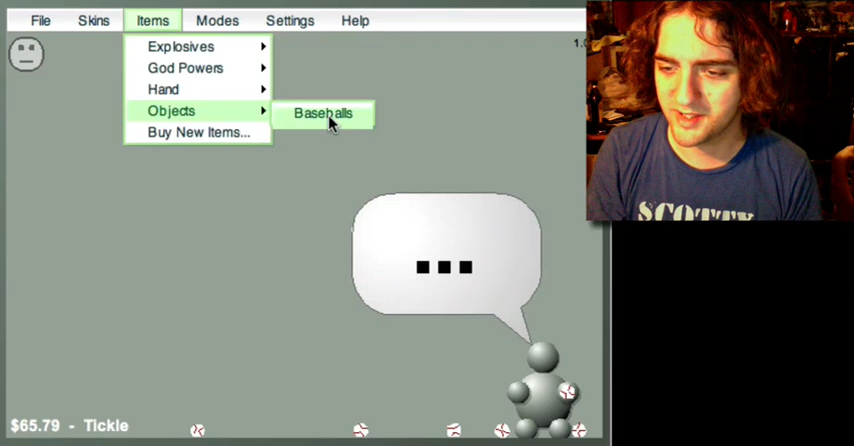 File Skins Items Modes Settings Help
Explosives
God Powers
Hand
Objects
Baseballs
Buy New Items...
...
$65.79 - Tickle